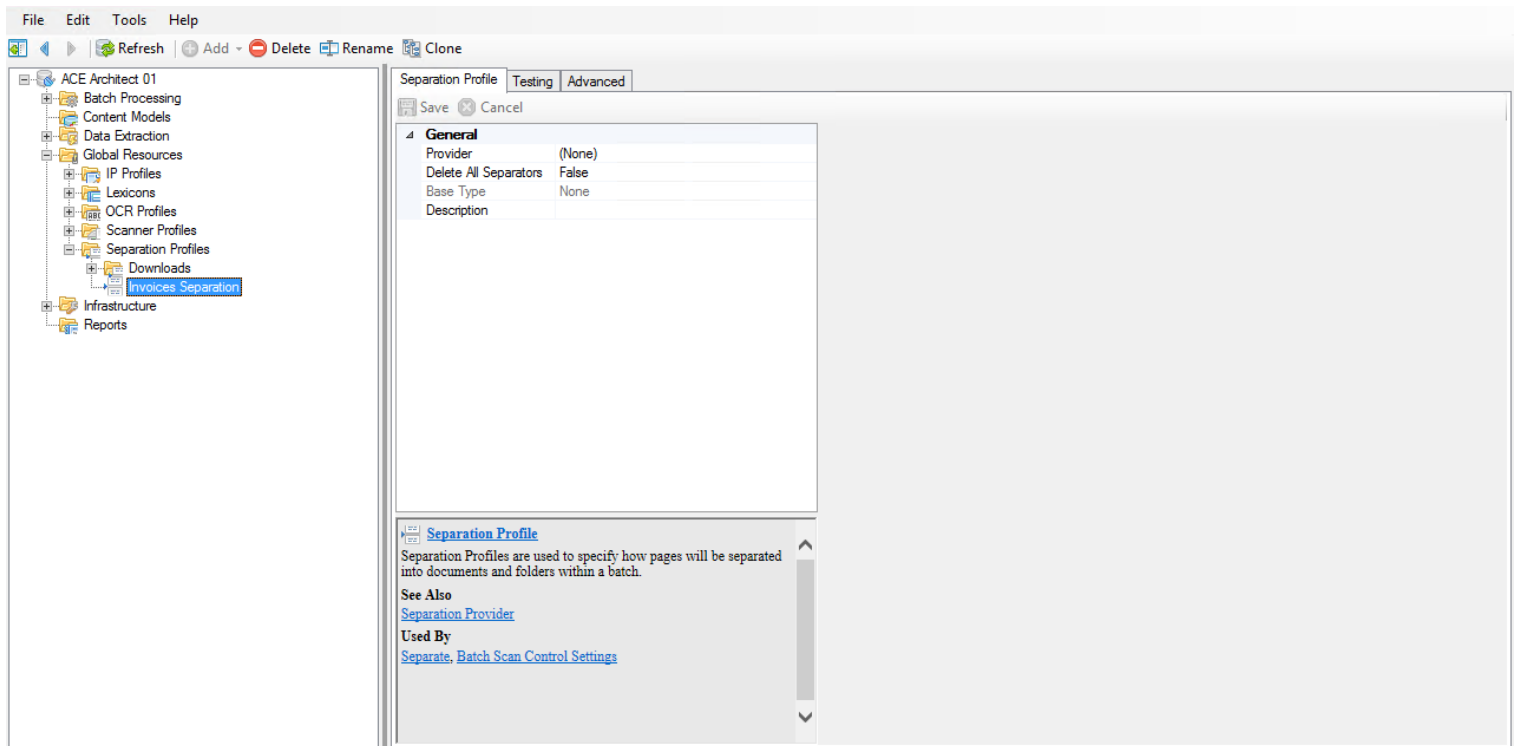 File Edit Tools Help
Refresh Add Delete Rename Clone
ACE Architect 01
Batch Processing
Content Models
Data Extraction
Global Resources
IP Profiles
Lexicons
OCR Profiles
Scanner Profiles
Separation Profiles
Downloads
Invoices Separation
Infrastructure
Reports
Separation Profile Testing Advanced
Save Cancel
General
Provider (None)
Delete All Separators False
Base Type None
Description
Separation Profile
Separation Profiles are used to specify how pages will be separated
into documents and folders within a batch.
See Also
Separation Provider
Used By
Separate, Batch Scan Control Settings